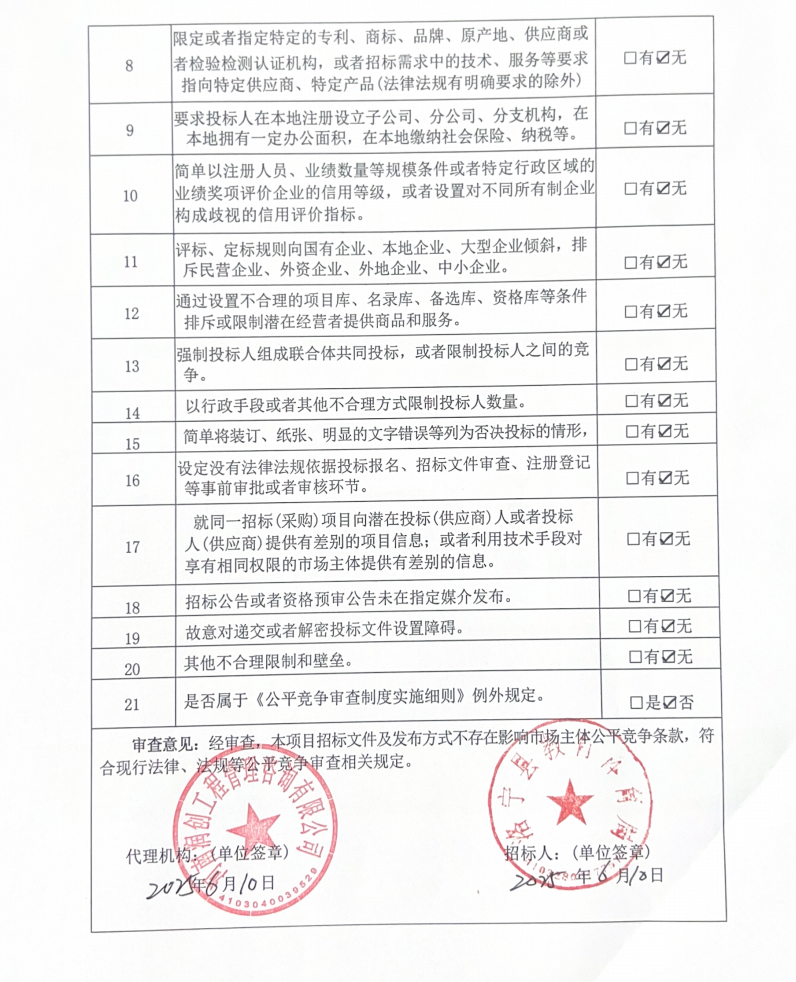 8
限定或者指定特定的专利、商标、品牌、原产地、供应商或
者检验检测认证机构，或者招标需求中的技术、服务等要求
指向特定供应商、特定产品(法律法规有明确要求的除外)
☐有☑无
9
要求投标人在本地注册设立子公司、分公司、分支机构，在
本地拥有一定办公面积，在本地缴纳社会保险、纳税等。
☐有☑无
10
简单以注册人员、业绩数量等规模条件或者特定行政区域的
业绩奖项评价企业的信用等级，或者设置对不同所有制企业
构成歧视的信用评价指标。
☐有☑无
11
评标、定标规则向国有企业、本地企业、大型企业倾斜，排
斥民营企业、外资企业、外地企业、中小企业。
☐有☑无
12
通过设置不合理的项目库、名录库、备选库、资格库等条件
排斥或限制潜在经营者提供商品和服务。
☐有☑无
13
强制投标人组成联合体共同投标，或者限制投标人之间的竞
争。
☐有☑无
14
以行政手段或者其他不合理方式限制投标人数量。
☐有☑无
15
简单将装订、纸张、明显的文字错误等列为否决投标的情形，
☐有☑无
16
设定没有法律法规依据投标报名、招标文件审查、注册登记
等事前审批或者审核环节。
☐有☑无
17
就同一招标(采购)项目向潜在投标(供应商)人或者投标
人(供应商)提供有差别的项目信息；或者利用技术手段对
享有相同权限的市场主体提供有差别的信息。
☐有☑无
18
招标公告或者资格预审公告未在指定媒介发布。
☐有☑无
19
故意对递交或者解密投标文件设置障碍。
☐有☑无
20
其他不合理限制和壁垒。
☐有☑无
21
是否属于《公平竞争审查制度实施细则》例外规定。
☐是☑否
审查意见：经审查，本项目招标文件及发布方式不存在影响市场主体公平竞争条款，符
合现行法律、法规等公平竞争审查相关规定。
创工程管理咨询有限公司
4103040039529
宁县教育体育局
代理机构：(单位签章)
招标人：(单位签章)
2025年6月10日
2025年6月10日